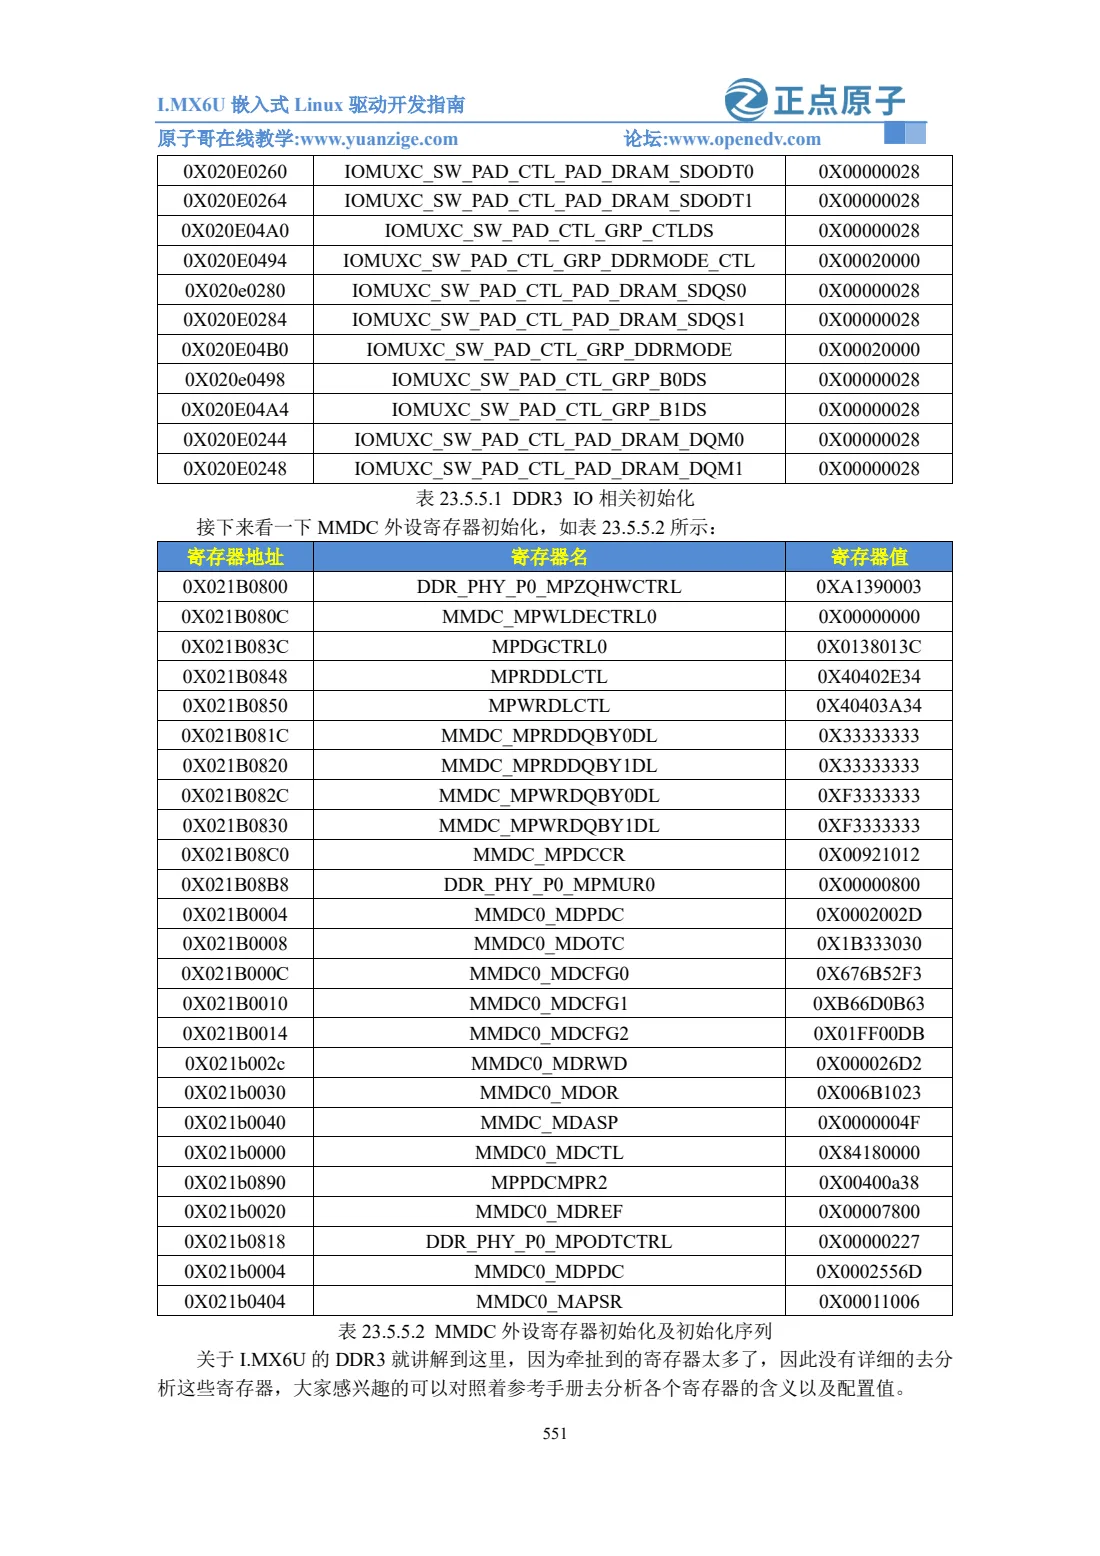 I.MX6U 嵌入式 Linux 驱动开发指南
正点原子
原子哥在线教学:www.yuanzige.com 论坛:www.openedv.com
0X020E0260 IOMUXC_SW_PAD_CTL_PAD_DRAM_SDODT0 0X00000028
0X020E0264 IOMUXC_SW_PAD_CTL_PAD_DRAM_SDODT1 0X00000028
0X020E04A0 IOMUXC_SW_PAD_CTL_GRP_CTLDS 0X00000028
0X020E0494 IOMUXC_SW_PAD_CTL_GRP_DDRMODE_CTL 0X00020000
0X020e0280 IOMUXC_SW_PAD_CTL_PAD_DRAM_SDQS0 0X00000028
0X020E0284 IOMUXC_SW_PAD_CTL_PAD_DRAM_SDQS1 0X00000028
0X020E04B0 IOMUXC_SW_PAD_CTL_GRP_DDRMODE 0X00020000
0X020e0498 IOMUXC_SW_PAD_CTL_GRP_B0DS 0X00000028
0X020E04A4 IOMUXC_SW_PAD_CTL_GRP_B1DS 0X00000028
0X020E0244 IOMUXC_SW_PAD_CTL_PAD_DRAM_DQM0 0X00000028
0X020E0248 IOMUXC_SW_PAD_CTL_PAD_DRAM_DQM1 0X00000028
表 23.5.5.1 DDR3 IO 相关初始化
接下来看一下 MMDC 外设寄存器初始化，如表 23.5.5.2 所示：
寄存器地址 寄存器名 寄存器值
0X021B0800 DDR_PHY_P0_MPZQHWCTRL 0XA1390003
0X021B080C MMDC_MPWLDECTRL0 0X00000000
0X021B083C MPDGCTRL0 0X0138013C
0X021B0848 MPRDDLCTL 0X40402E34
0X021B0850 MPWRDLCTL 0X40403A34
0X021B081C MMDC_MPRDDQBY0DL 0X33333333
0X021B0820 MMDC_MPRDDQBY1DL 0X33333333
0X021B082C MMDC_MPWRDQBY0DL 0XF3333333
0X021B0830 MMDC_MPWRDQBY1DL 0XF3333333
0X021B08C0 MMDC_MPDCCR 0X00921012
0X021B08B8 DDR_PHY_P0_MPMUR0 0X00000800
0X021B0004 MMDC0_MDPDC 0X0002002D
0X021B0008 MMDC0_MDOTC 0X1B333030
0X021B000C MMDC0_MDCFG0 0X676B52F3
0X021B0010 MMDC0_MDCFG1 0XB66D0B63
0X021B0014 MMDC0_MDCFG2 0X01FF00DB
0X021b002c MMDC0_MDRWD 0X000026D2
0X021b0030 MMDC0_MDOR 0X006B1023
0X021b0040 MMDC_MDASP 0X0000004F
0X021b0000 MMDC0_MDCTL 0X84180000
0X021b0890 MPPDCMPR2 0X00400a38
0X021b0020 MMDC0_MDREF 0X00007800
0X021b0818 DDR_PHY_P0_MPODTCTRL 0X00000227
0X021b0004 MMDC0_MDPDC 0X0002556D
0X021b0404 MMDC0_MAPSR 0X00011006
表 23.5.5.2 MMDC 外设寄存器初始化及初始化序列
关于 I.MX6U 的 DDR3 就讲解到这里，因为牵扯到的寄存器太多了，因此没有详细的去分
析这些寄存器，大家感兴趣的可以对照着参考手册去分析各个寄存器的含义以及配置值。
551